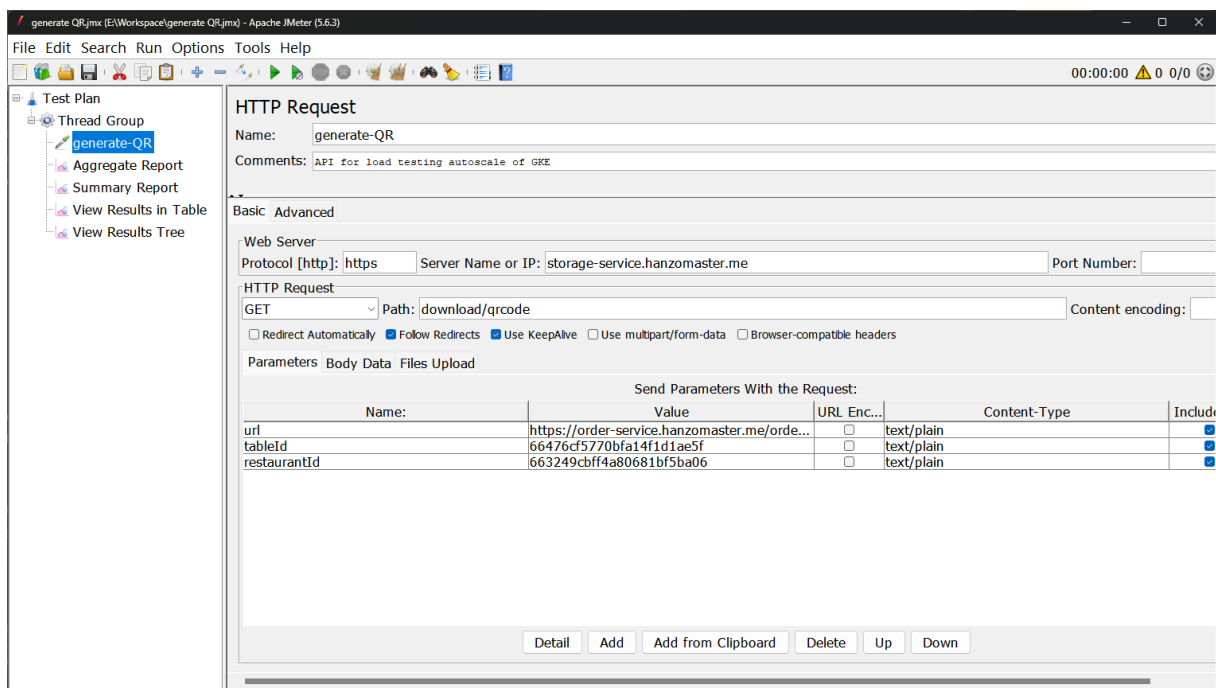 generate QR.jmx (E:\Workspace\generate QR.jmx) - Apache JMeter (5.6.3)
File Edit Search Run Options Tools Help
00:00:00 0 0/0
Test Plan
Thread Group
generate-QR
Aggregate Report
Summary Report
View Results in Table
View Results Tree
HTTP Request
Name: generate-QR
Comments: API for load testing autoscale of GKE
Basic Advanced
Web Server
Protocol [http]: https Server Name or IP: storage-service.hanzomaster.me Port Number:
HTTP Request
GET Path: download/qrcode Content encoding:
Redirect Automatically Follow Redirects Use KeepAlive Use multipart/form-data Browser-compatible headers
Parameters Body Data Files Upload
Send Parameters With the Request:
Name: Value URL Enc... Content-Type Include
url https://order-service.hanzomaster.me/orde... text/plain
tableId 66476cf5770bfa14f1d1ae5f text/plain
restaurantId 663249cbff4a80681bf5ba06 text/plain
Detail Add Add from Clipboard Delete Up Down